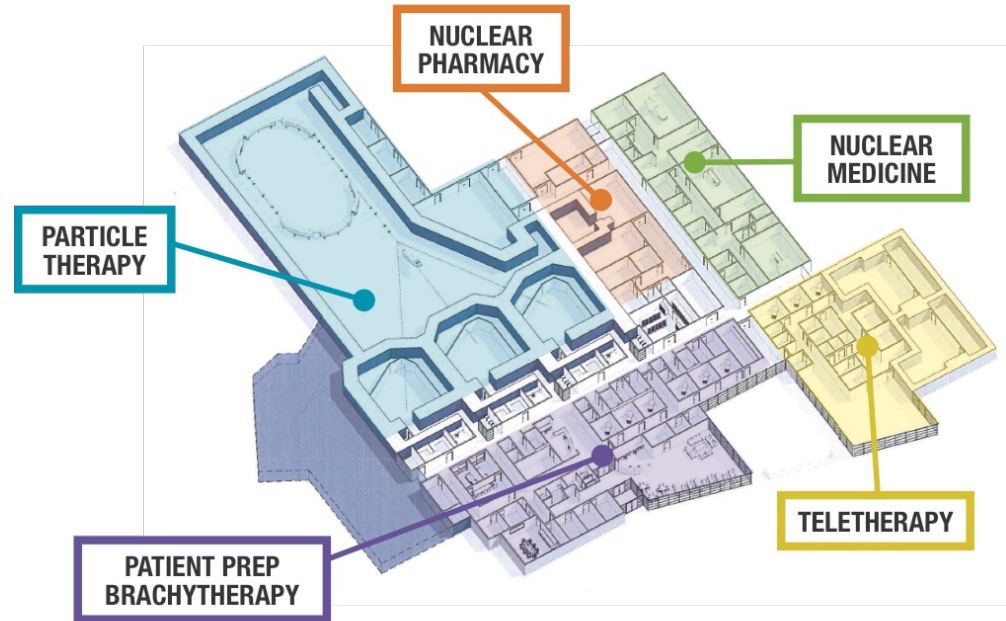 NUCLEAR
PHARMACY
NUCLEAR
MEDICINE
PARTICLE
THERAPY
TELETHERAPY
PATIENT PREP
BRACHYTHERAPY